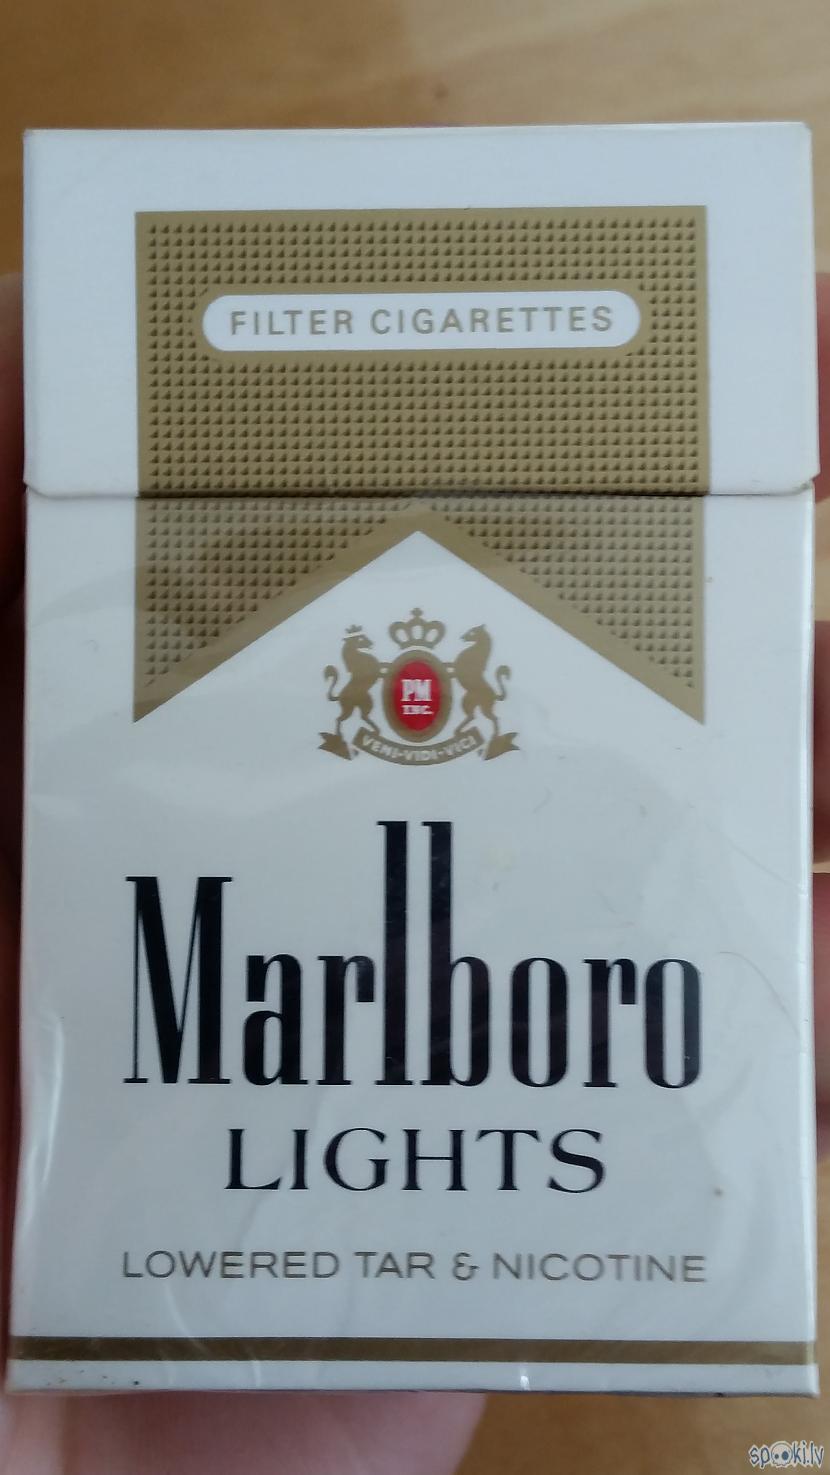 FILTER CIGARETTES
PM
INC.
VENI-VIDI-VICI
Marlboro
LIGHTS
LOWERED TAR & NICOTINE
spoki.lv